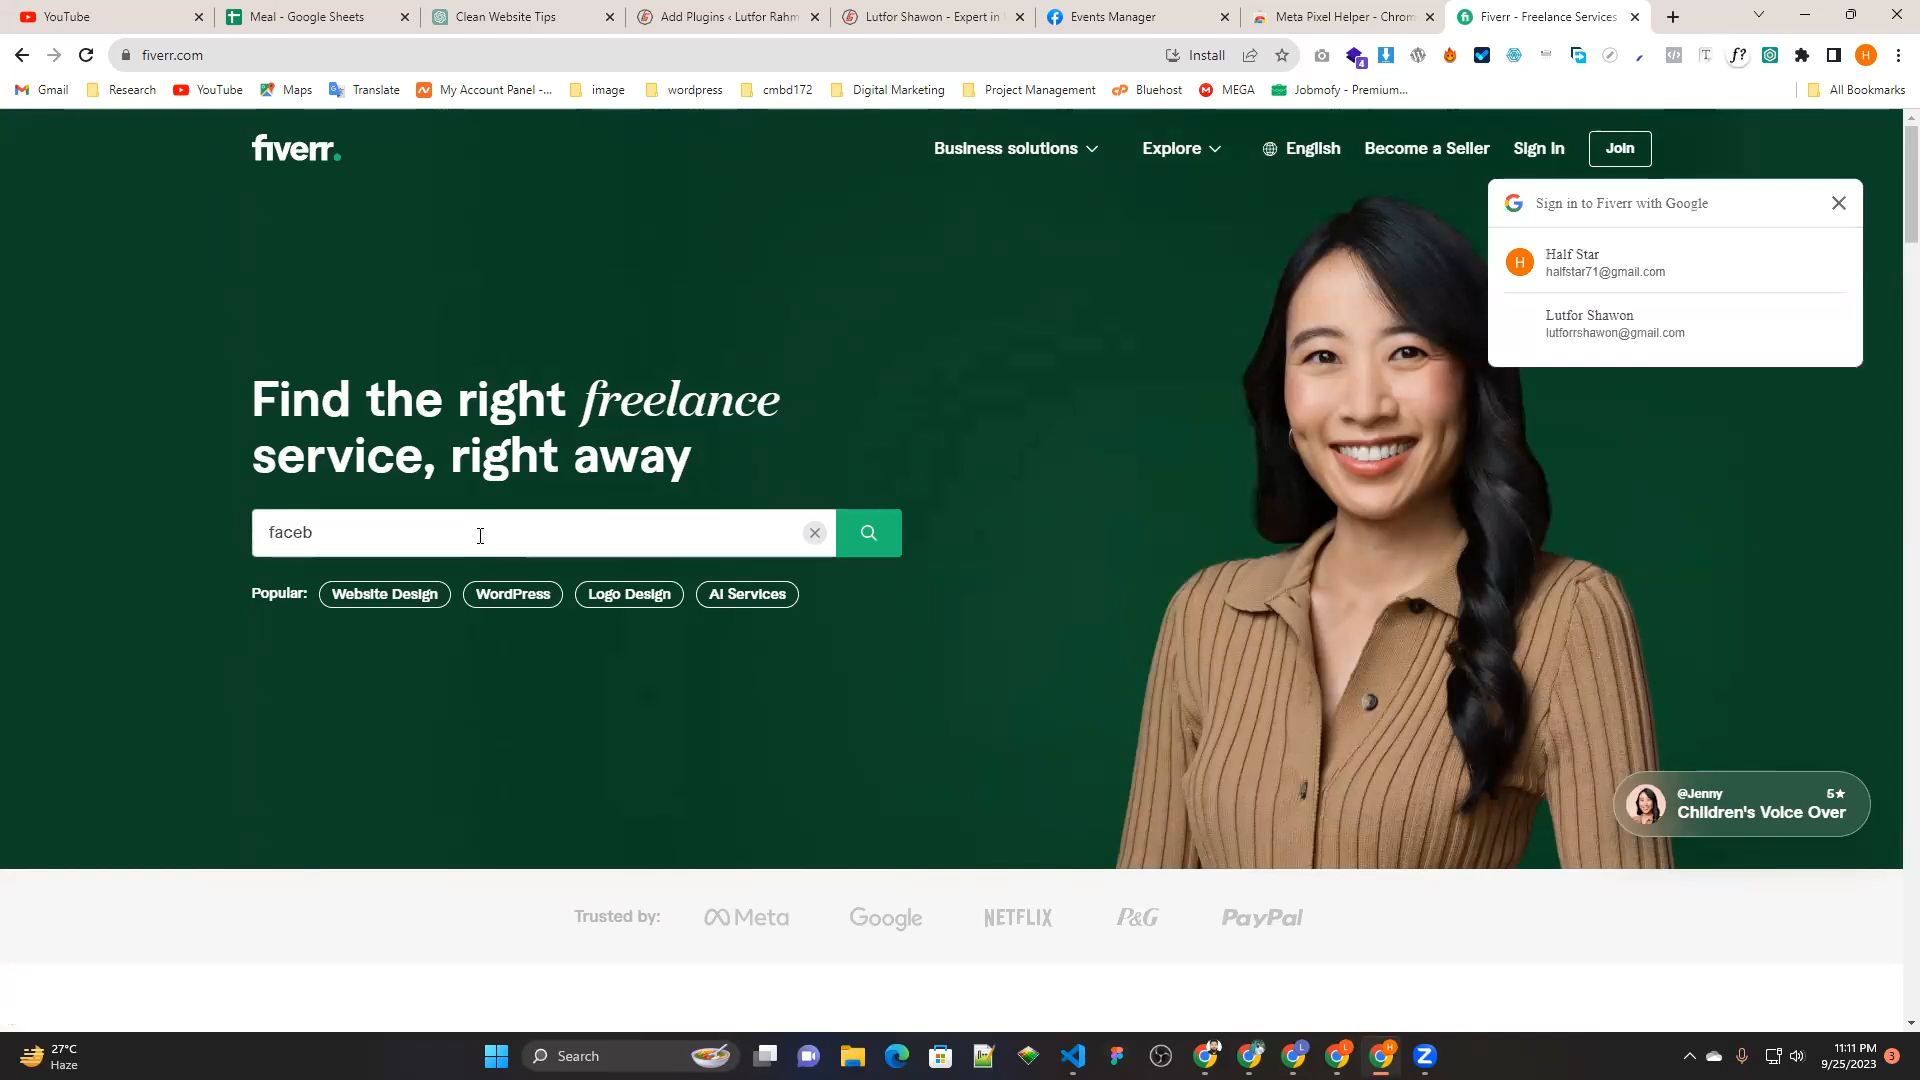 YouTube
Meal - Google Sheets
Clean Website Tips
Add Plugins ‹ Lutfor Rahm
Lutfor Shawon - Expert in
Events Manager
Meta Pixel Helper - Chrom
Fiverr - Freelance Services
fiverr.com
Install
4
f?
H
Gmail
Research
YouTube
Maps
Translate
My Account Panel -...
image
wordpress
cmbd172
Digital Marketing
Project Management
Bluehost
MEGA
Jobmofy - Premium...
All Bookmarks
fiverr.
Business solutions
Explore
English
Become a Seller
Sign In
Join
Sign in to Fiverr with Google
H
Half Star
halfstar71@gmail.com
Lutfor Shawon
lutforrshawon@gmail.com
Find the right freelance
service, right away
faceb
Popular:
Website Design
WordPress
Logo Design
AI Services
@Jenny
5★
Children's Voice Over
Trusted by:
Meta
Google
NETFLIX
P&G
PayPal
27°C
Haze
Search
11:11 PM
9/25/2023
3